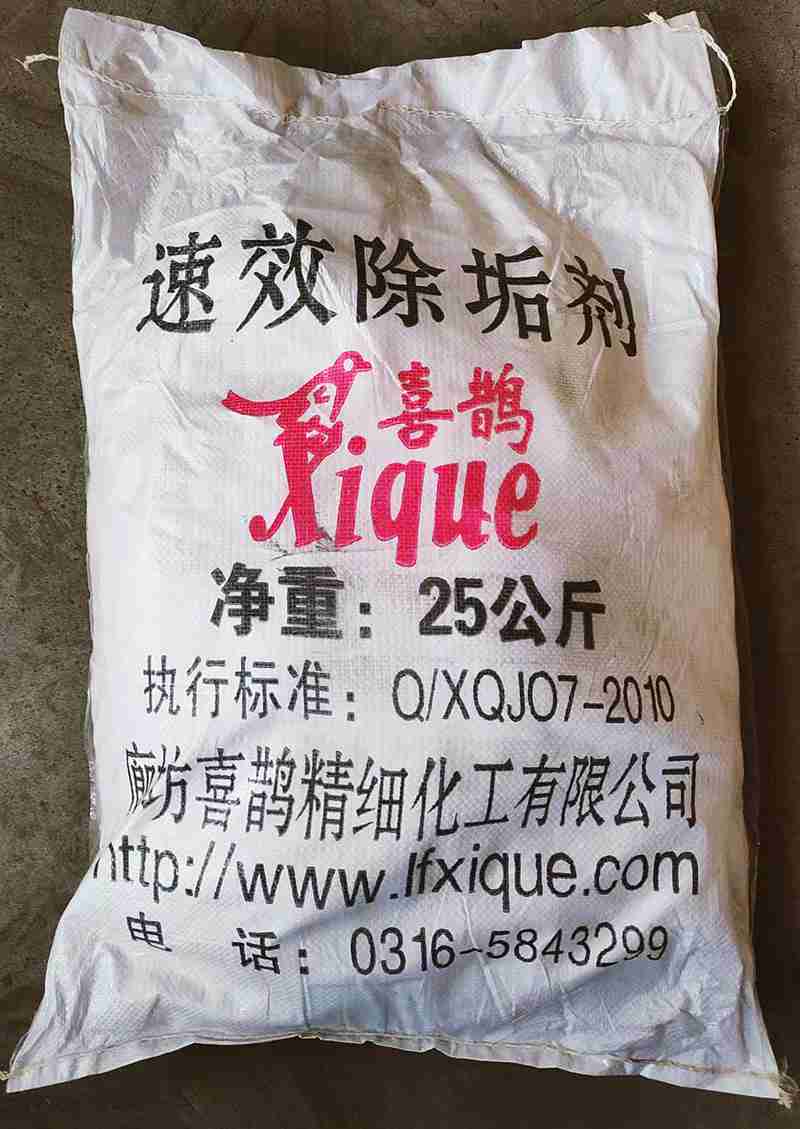 速效除垢剂
喜鹊
Xique
净重：25公斤
执行标准：Q/XQJ07-2010
廊坊喜鹊精细化工有限公司
http://www.lfxique.com
电 话：0316-5843299